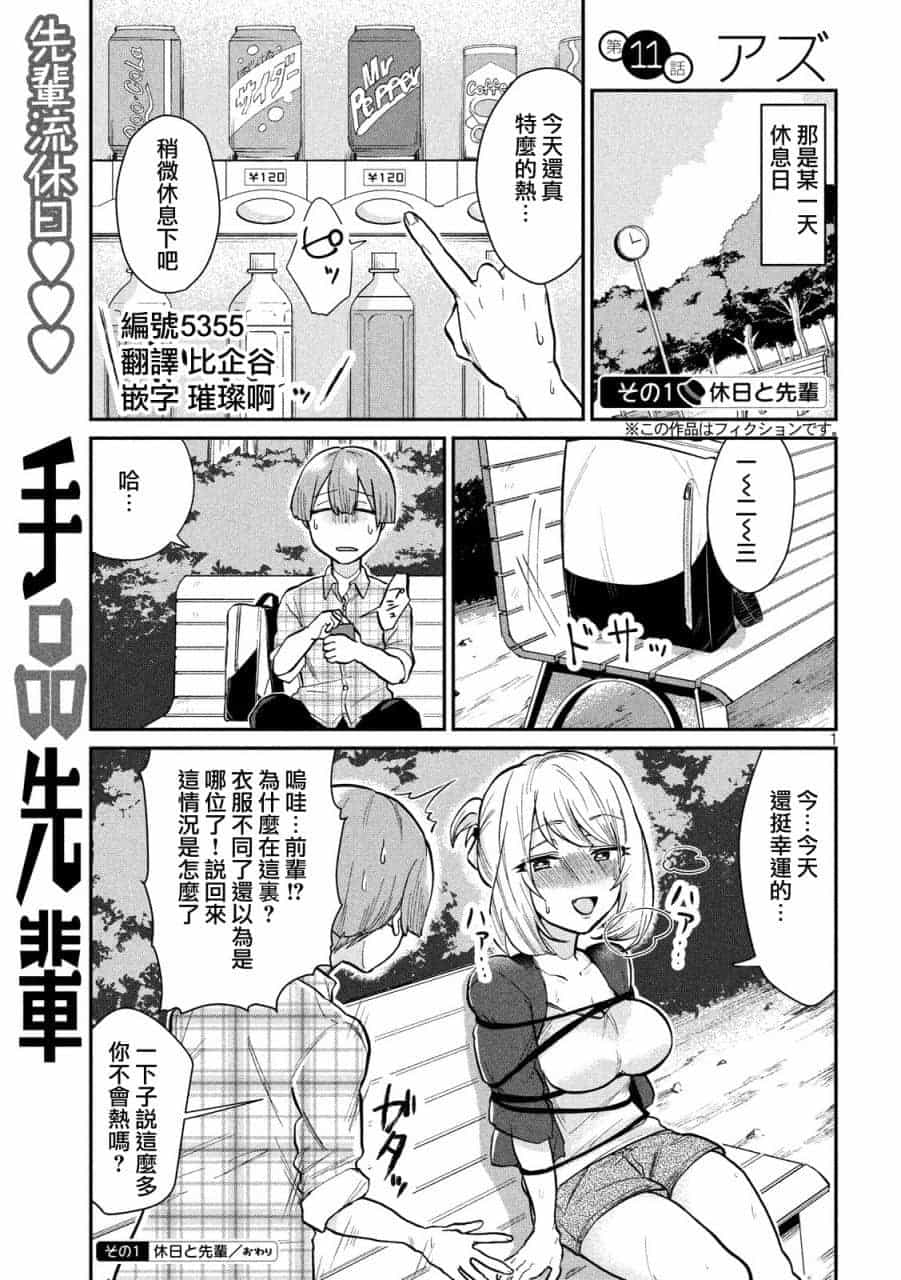 アズ
第11話
那是某一天
休息日
その1 休日と先輩
※この作品はフィクションです。
今天還真
特麼的熱…
Coffee
Mr
PEPPER
サイダー
¥120
¥120
稍微休息下吧
編號5355
翻譯 比企谷
嵌字 璀璨啊
先輩流休日♡♡♡
手品先輩
一~二~三
ドサッ
哈…
1
今…今天
還挺幸運的…
ハァ…
ハァ…
嗚哇…前輩!?
為什麼在這裏?
衣服不同了還以為是
哪位了!說回來
這情況是怎麼了
ガタッ
一下子説這麼多
你不會熱嗎?
その1 休日と先輩/おわり